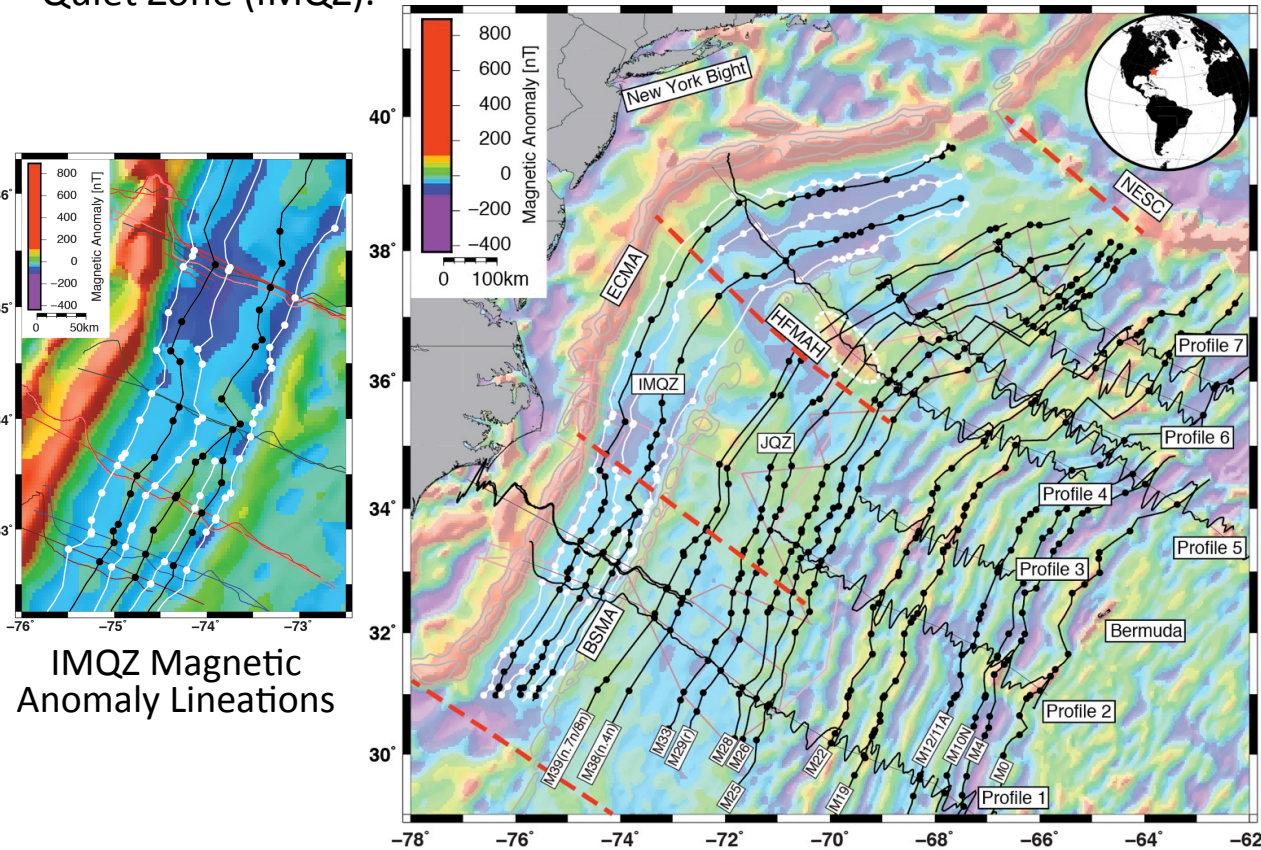 Quiet Zone (IMQZ).
800
600
400
200
0
−200
−400
Magnetic Anomaly [nT]
0 50km
−76
−75
−74
−73
IMQZ Magnetic
Anomaly Lineations
800
600
400
200
0
−200
−400
Magnetic Anomaly [nT]
0 100km
40˚
38˚
36˚
34˚
32˚
30˚
New York Bight
NESC
ECMA
HFMAH
IMQZ
JQZ
BSMA
Profile 7
Profile 6
Profile 4
Profile 5
Profile 3
Bermuda
Profile 2
Profile 1
M39(n.7n/8n)
M38(n.4n)
M33
M29(r)
M28
M26
M25
M22
M19
M12/11A
M10N
M4
M0
−78
−76
−74
−72
−70
−68
−66
−64
−62